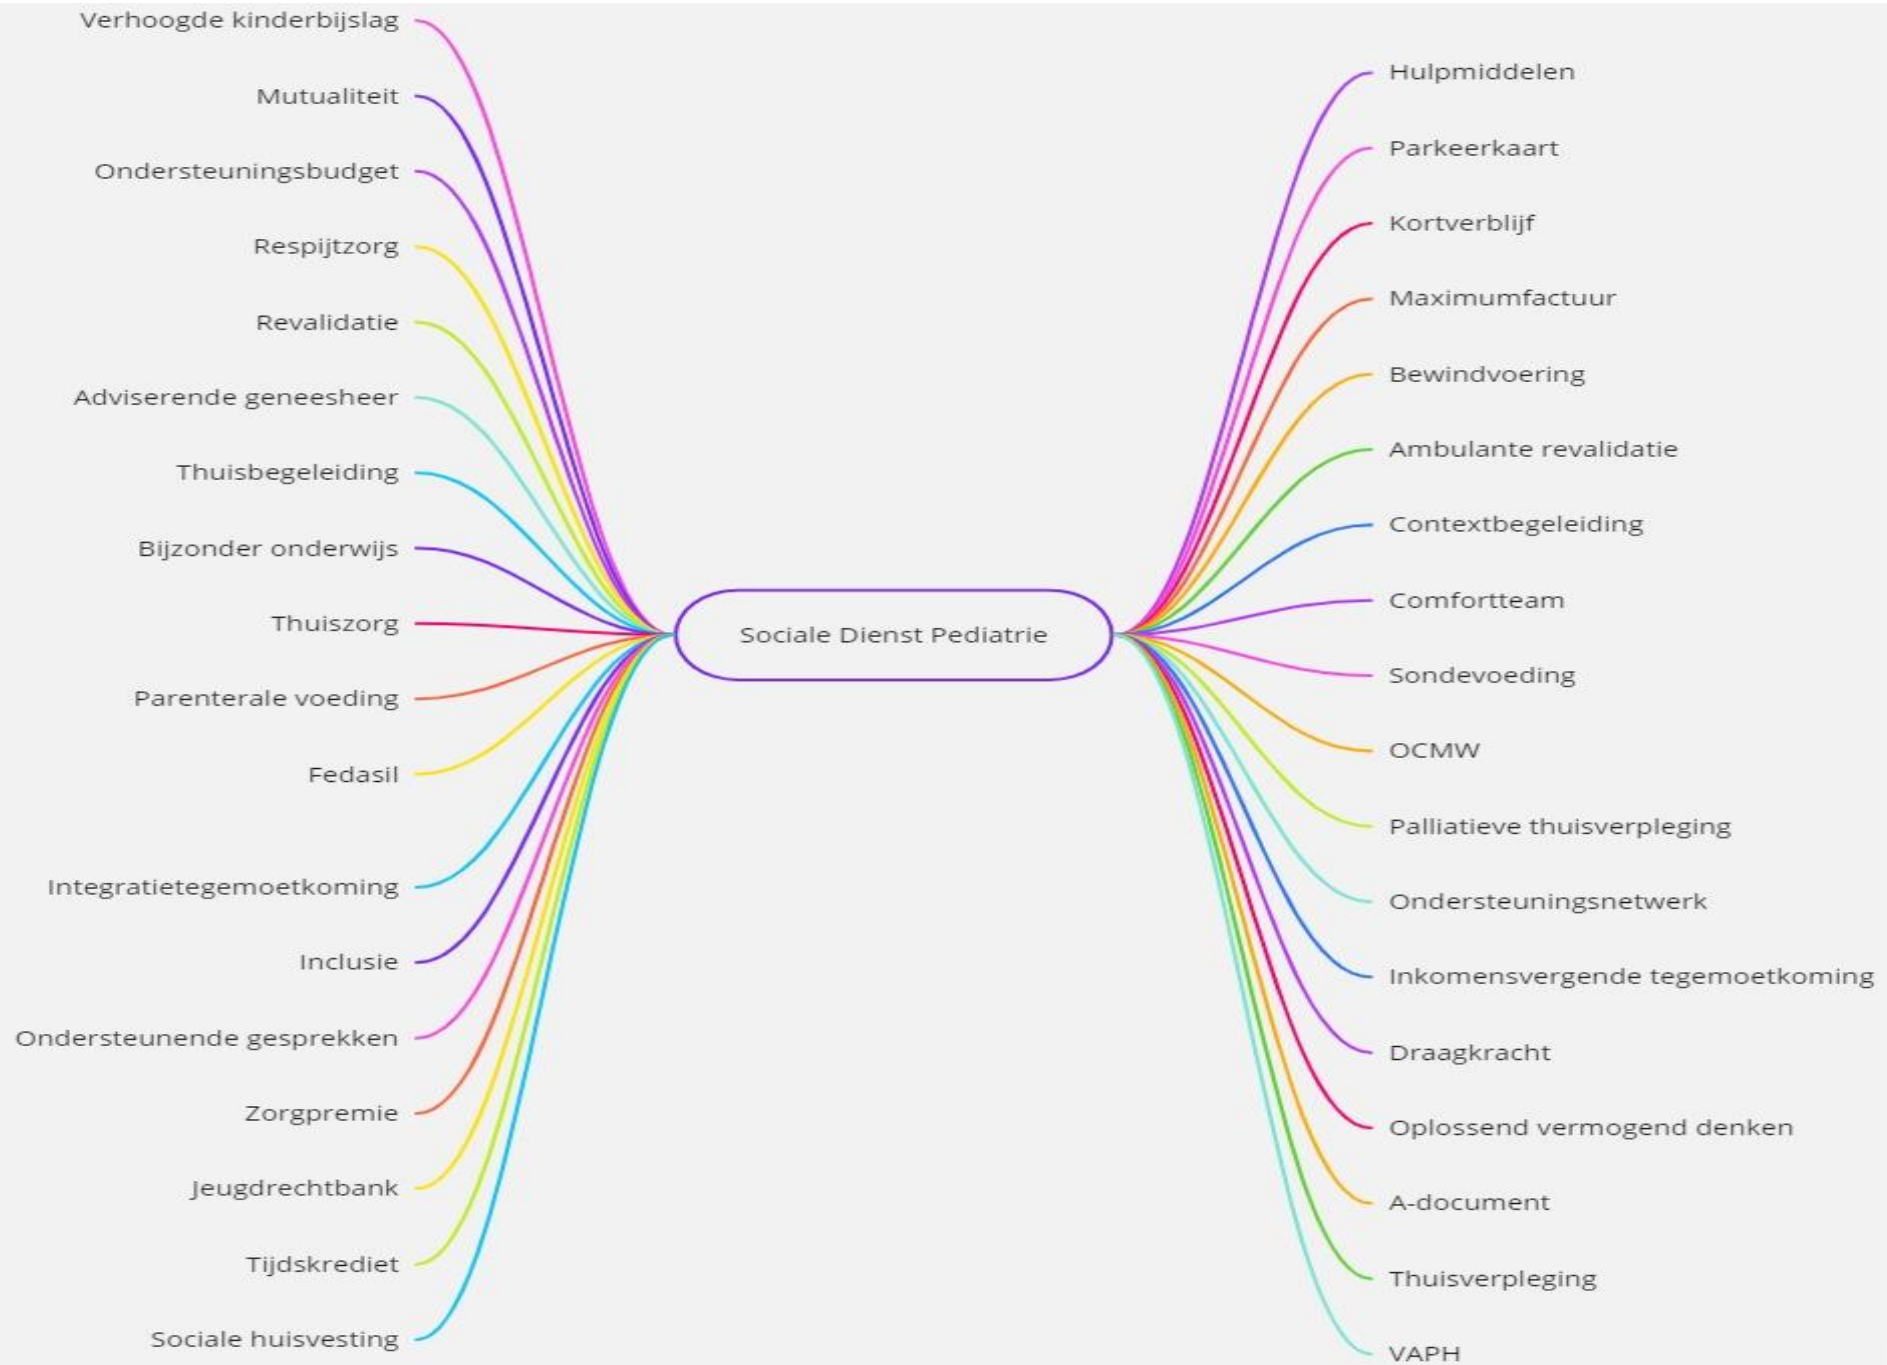 Verhoogde kinderbijslag
Mutualiteit
Ondersteuningsbudget
Respijtzorg
Revalidatie
Adviserende geneesheer
Thuisbegeleiding
Bijzonder onderwijs
Thuiszorg
Parenterale voeding
Fedasil
Integratietegemoetkoming
Inclusie
Ondersteunende gesprekken
Zorgpremie
Jeugdrechtbank
Tijdskrediet
Sociale huisvesting
Sociale Dienst Pediatrie
Hulpmiddelen
Parkeerkaart
Kortverblijf
Maximumfactuur
Bewindvoering
Ambulante revalidatie
Contextbegeleiding
Comfortteam
Sondevoeding
OCMW
Palliatieve thuisverpleging
Ondersteuningsnetwerk
Inkomensvergende tegemoetkoming
Draagkracht
Oplossend vermogend denken
A-document
Thuisverpleging
VAPH